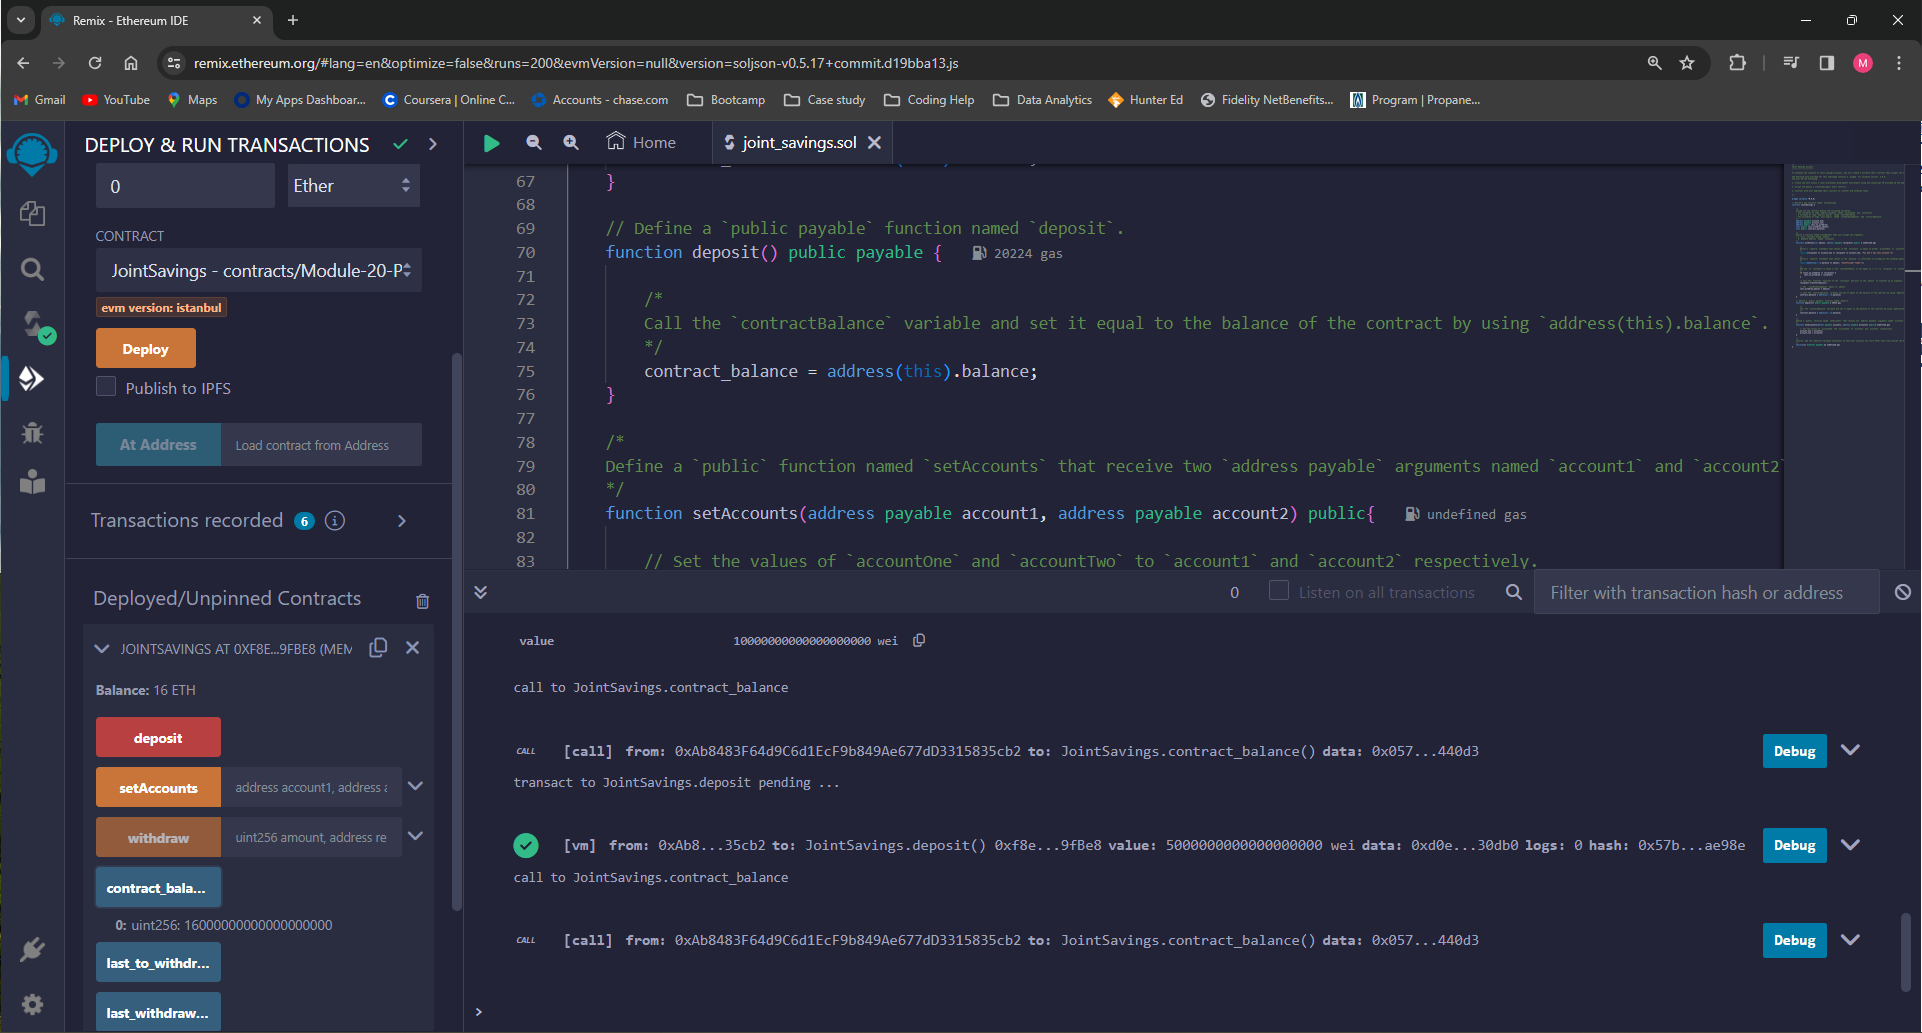 Remix - Ethereum IDE
remix.ethereum.org/#lang=en&optimize=false&runs=200&evmVersion=null&version=soljson-v0.5.17+commit.d19bba13.js
M
Gmail
YouTube
Maps
My Apps Dashboar...
Coursera | Online C...
Accounts - chase.com
Bootcamp
Case study
Coding Help
Data Analytics
Hunter Ed
Fidelity NetBenefits...
Program | Propane...
DEPLOY & RUN TRANSACTIONS
0
Ether
CONTRACT
JointSavings - contracts/Module-20-P
evm version: istanbul
Deploy
Publish to IPFS
At Address
Load contract from Address
Transactions recorded 6 i
Deployed/Unpinned Contracts
JOINTSAVINGS AT 0XF8E...9FBE8 (MEM
Balance: 16 ETH
deposit
setAccounts
address account1, address a
withdraw
uint256 amount, address re
contract_bala...
0: uint256: 16000000000000000000
last_to_withdr...
last_withdraw...
Home
joint_savings.sol
67 }
68
69 // Define a `public payable` function named `deposit`.
70 function deposit() public payable { 20224 gas
71
72 /*
73 Call the `contractBalance` variable and set it equal to the balance of the contract by using `address(this).balance`.
74 */
75 contract_balance = address(this).balance;
76 }
77
78 /*
79 Define a `public` function named `setAccounts` that receive two `address payable` arguments named `account1` and `account2`
80 */
81 function setAccounts(address payable account1, address payable account2) public{ undefined gas
82
83 // Set the values of `accountOne` and `accountTwo` to `account1` and `account2` respectively.
0
Listen on all transactions
Filter with transaction hash or address
value 10000000000000000000 wei
call to JointSavings.contract_balance
CALL [call] from: 0xAb8483F64d9C6d1EcF9b849Ae677dD3315835cb2 to: JointSavings.contract_balance() data: 0x057...440d3
Debug
transact to JointSavings.deposit pending ...
[vm] from: 0xAb8...35cb2 to: JointSavings.deposit() 0xf8e...9fBe8 value: 5000000000000000000 wei data: 0xd0e...30db0 logs: 0 hash: 0x57b...ae98e
Debug
call to JointSavings.contract_balance
CALL [call] from: 0xAb8483F64d9C6d1EcF9b849Ae677dD3315835cb2 to: JointSavings.contract_balance() data: 0x057...440d3
Debug
>